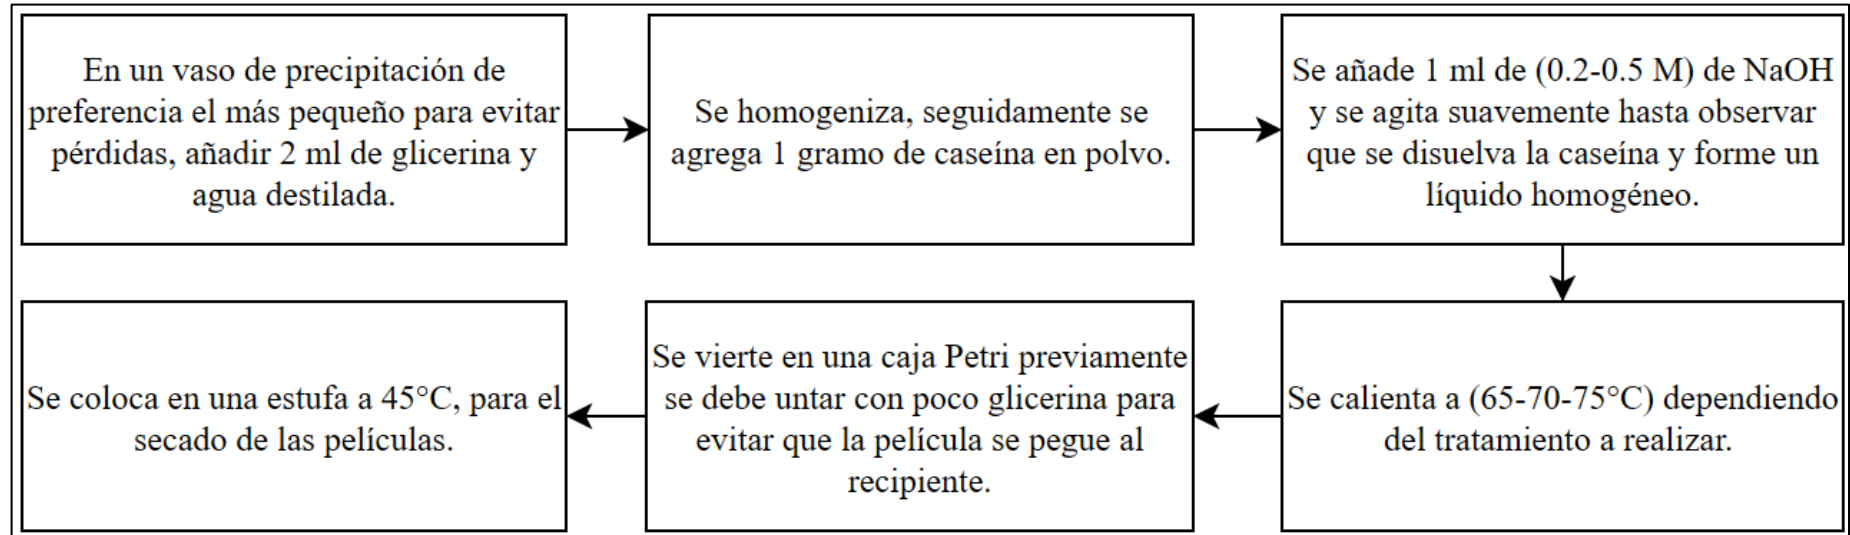 En un vaso de precipitación de
preferencia el más pequeño para evitar
pérdidas, añadir 2 ml de glicerina y
agua destilada.
Se homogeniza, seguidamente se
agrega 1 gramo de caseína en polvo.
Se añade 1 ml de (0.2-0.5 M) de NaOH
y se agita suavemente hasta observar
que se disuelva la caseína y forme un
líquido homogéneo.
Se calienta a (65-70-75°C) dependiendo
del tratamiento a realizar.
Se vierte en una caja Petri previamente
se debe untar con poco glicerina para
evitar que la película se pegue al
recipiente.
Se coloca en una estufa a 45°C, para el
secado de las películas.